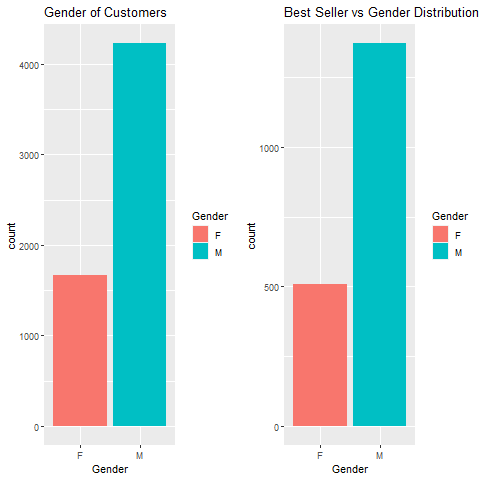 Gender of Customers
4000
3000
2000
1000
0
count
F
M
Gender
Gender
F
M
Best Seller vs Gender Distribution
1000
500
0
count
F
M
Gender
Gender
F
M